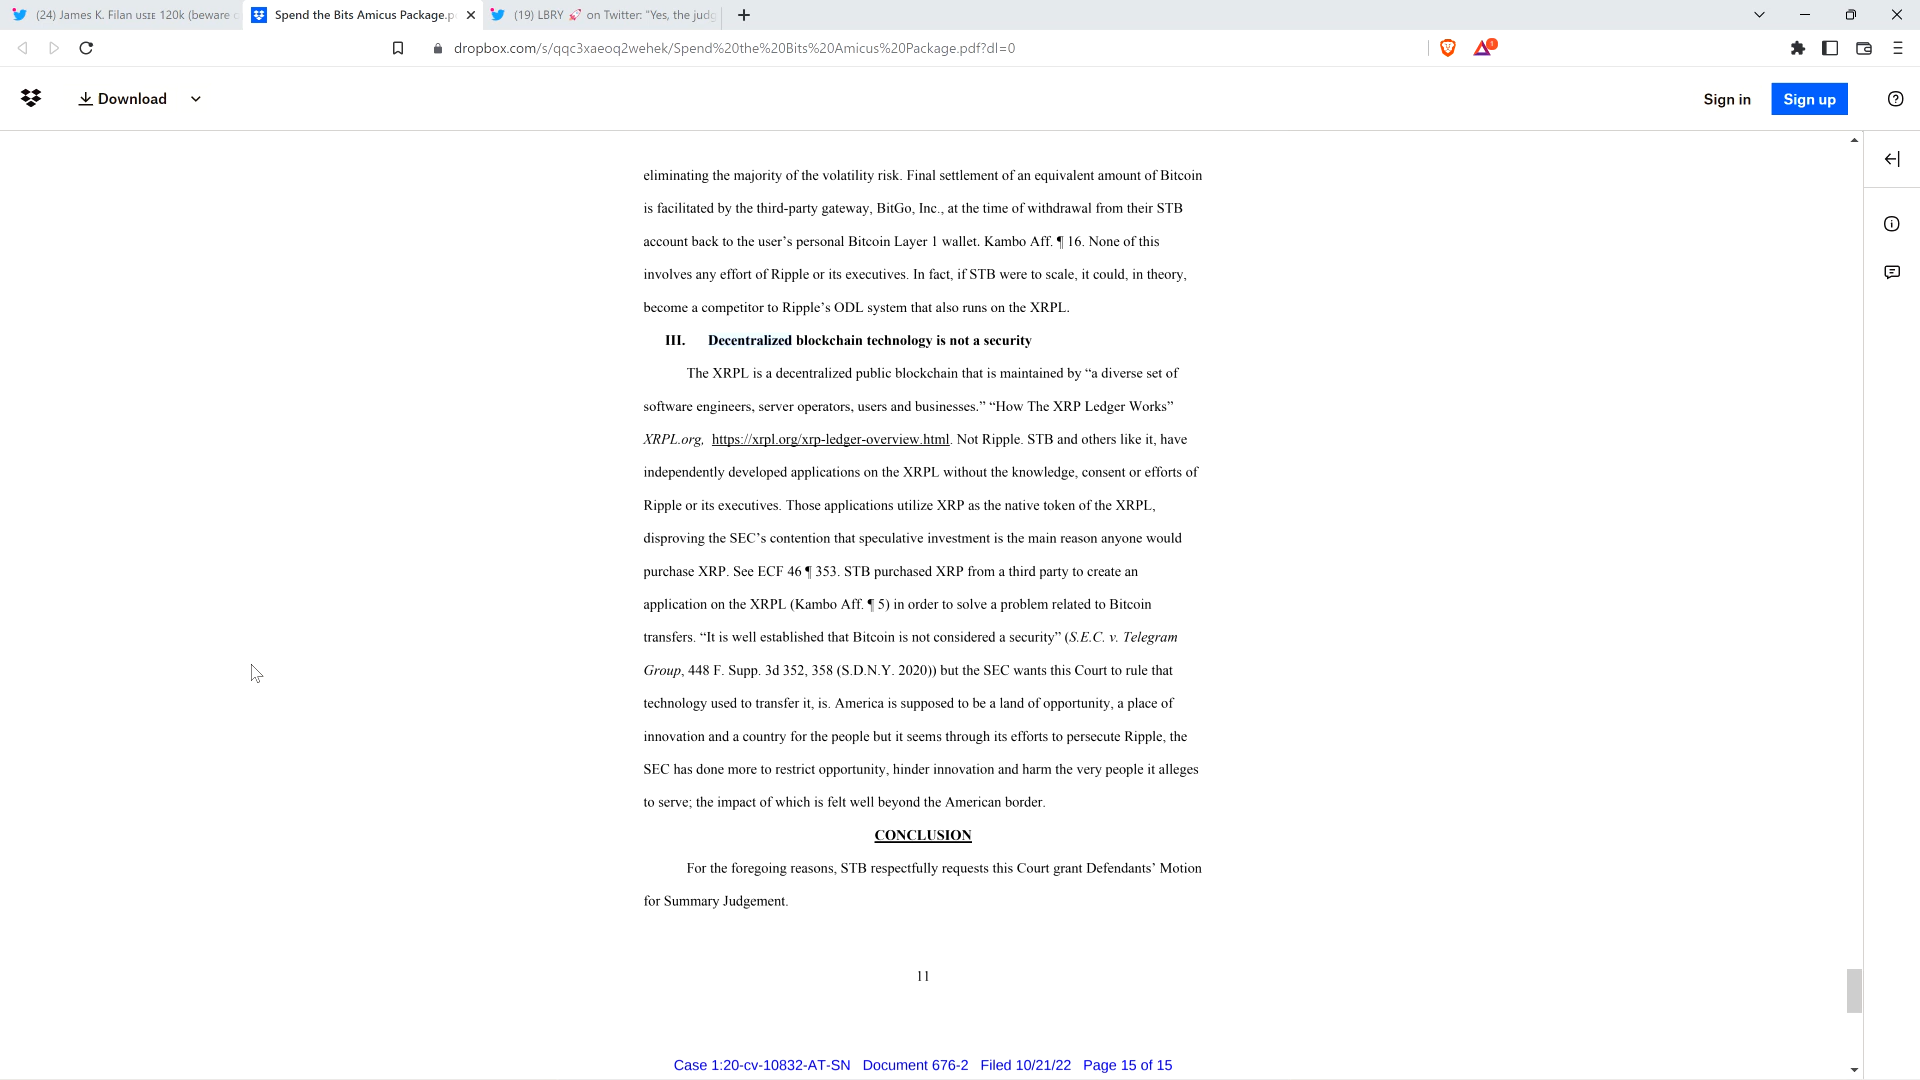 (24) James K. Filan usɪᴇ 120k (beware
Spend the Bits Amicus Package.p
(19) LBRY 🚀 on Twitter: "Yes, the judg
dropbox.com/s/qqc3xaeoq2wehek/Spend%20the%20Bits%20Amicus%20Package.pdf?dl=0
1
Download
Sign in
Sign up
eliminating the majority of the volatility risk. Final settlement of an equivalent amount of Bitcoin
is facilitated by the third-party gateway, BitGo, Inc., at the time of withdrawal from their STB
account back to the user’s personal Bitcoin Layer 1 wallet. Kambo Aff. ¶ 16. None of this
involves any effort of Ripple or its executives. In fact, if STB were to scale, it could, in theory,
become a competitor to Ripple’s ODL system that also runs on the XRPL.
III. Decentralized blockchain technology is not a security
The XRPL is a decentralized public blockchain that is maintained by “a diverse set of
software engineers, server operators, users and businesses.” “How The XRP Ledger Works”
XRPL.org, https://xrpl.org/xrp-ledger-overview.html. Not Ripple. STB and others like it, have
independently developed applications on the XRPL without the knowledge, consent or efforts of
Ripple or its executives. Those applications utilize XRP as the native token of the XRPL,
disproving the SEC’s contention that speculative investment is the main reason anyone would
purchase XRP. See ECF 46 ¶ 353. STB purchased XRP from a third party to create an
application on the XRPL (Kambo Aff. ¶ 5) in order to solve a problem related to Bitcoin
transfers. “It is well established that Bitcoin is not considered a security” (S.E.C. v. Telegram
Group, 448 F. Supp. 3d 352, 358 (S.D.N.Y. 2020)) but the SEC wants this Court to rule that
technology used to transfer it, is. America is supposed to be a land of opportunity, a place of
innovation and a country for the people but it seems through its efforts to persecute Ripple, the
SEC has done more to restrict opportunity, hinder innovation and harm the very people it alleges
to serve; the impact of which is felt well beyond the American border.
CONCLUSION
For the foregoing reasons, STB respectfully requests this Court grant Defendants’ Motion
for Summary Judgement.
11
Case 1:20-cv-10832-AT-SN Document 676-2 Filed 10/21/22 Page 15 of 15